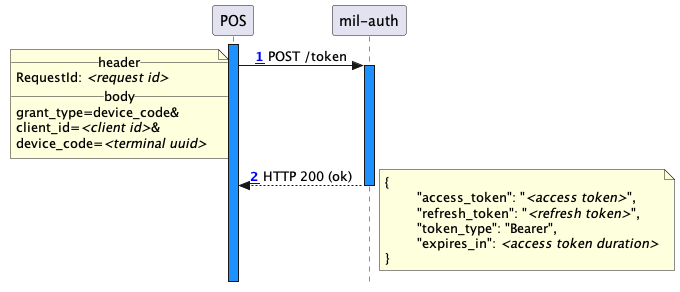 POS
mil-auth
header
RequestId: <request id>
body
grant_type=device_code&
client_id=<client id>&
device_code=<terminal uuid>
1 POST /token
2 HTTP 200 (ok)
{
"access_token": "<access token>",
"refresh_token": "<refresh token>",
"token_type": "Bearer",
"expires_in": <access token duration>
}